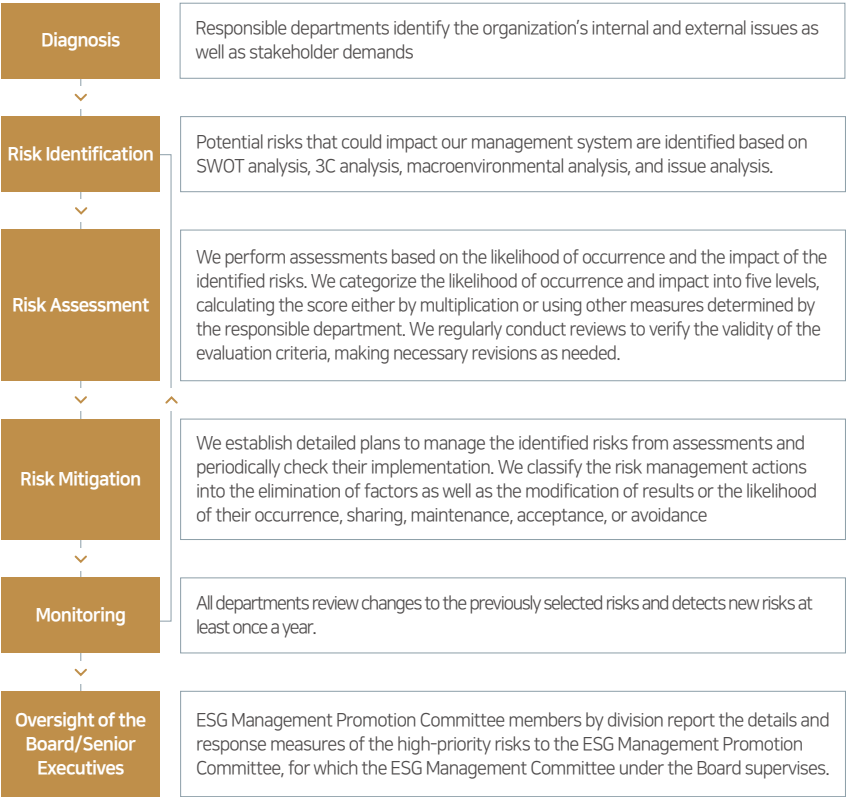 Diagnosis
Responsible departments identify the organization's internal and external issues as
well as stakeholder demands
Risk Identification
Potential risks that could impact our management system are identified based on
SWOT analysis, 3C analysis, macroenvironmental analysis, and issue analysis.
Risk Assessment
We perform assessments based on the likelihood of occurrence and the impact of the
identified risks. We categorize the likelihood of occurrence and impact into five levels,
calculating the score either by multiplication or using other measures determined by
the responsible department. We regularly conduct reviews to verify the validity of the
evaluation criteria, making necessary revisions as needed.
Risk Mitigation
We establish detailed plans to manage the identified risks from assessments and
periodically check their implementation. We classify the risk management actions
into the elimination of factors as well as the modification of results or the likelihood
of their occurrence, sharing, maintenance, acceptance, or avoidance
Monitoring
All departments review changes to the previously selected risks and detects new risks at
least once a year.
Oversight of the
Board/Senior
Executives
ESG Management Promotion Committee members by division report the details and
response measures of the high-priority risks to the ESG Management Promotion
Committee, for which the ESG Management Committee under the Board supervises.